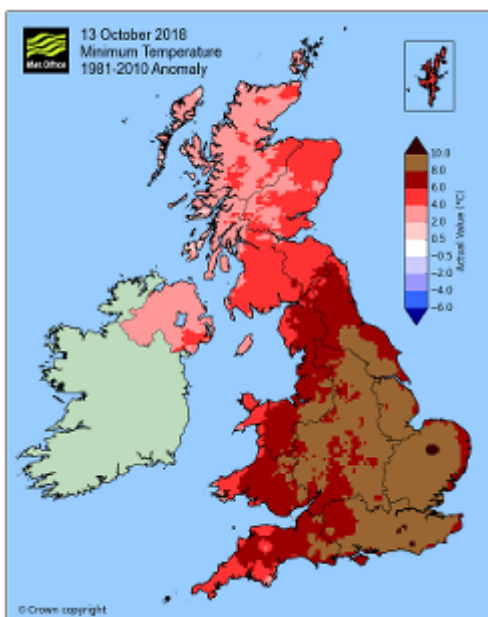 13 October 2018
Minimum Temperature
1981-2010 Anomaly
Met Office
10.0
8.0
6.0
4.0
2.0
0.5
−0.5
−2.0
−4.0
−6.0
Actual Value (°C)
© Crown copyright